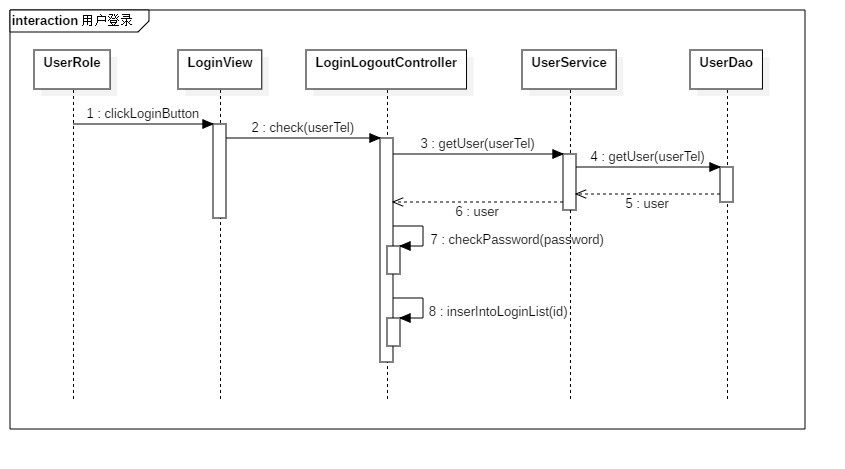 interaction 用户登录
UserRole
LoginView
LoginLogoutController
UserService
UserDao
1 : clickLoginButton
2 : check(userTel)
3 : getUser(userTel)
4 : getUser(userTel)
5 : user
6 : user
7 : checkPassword(password)
8 : inserIntoLoginList(id)